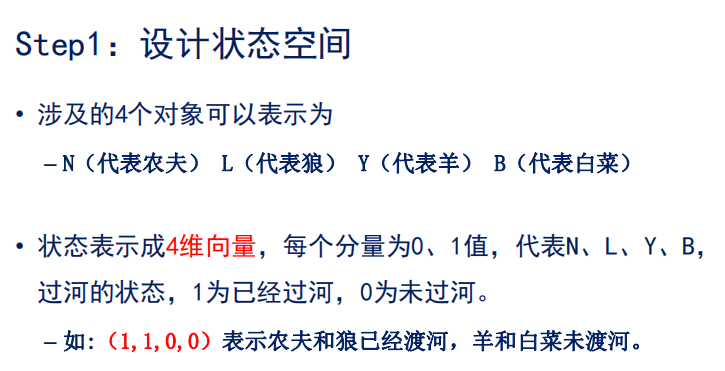 Step1：设计状态空间
• 涉及的4个对象可以表示为
– N（代表农夫） L（代表狼） Y（代表羊） B（代表白菜）
• 状态表示成4维向量，每个分量为0、1值，代表N、L、Y、B，
过河的状态，1为已经过河，0为未过河。
– 如:（1,1,0,0）表示农夫和狼已经渡河，羊和白菜未渡河。